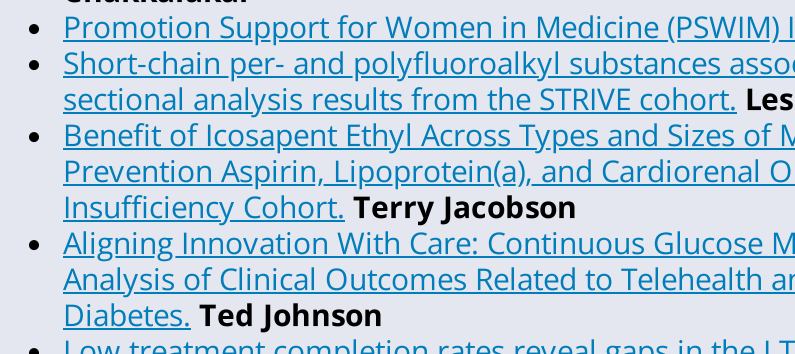 Promotion Support for Women in Medicine (PSWIM)
Short-chain per- and polyfluoroalkyl substances
sectional analysis results from the STRIVE cohort. Les
Benefit of Icosapent Ethyl Across Types and Sizes of M
Prevention Aspirin, Lipoprotein(a), and Cardiorenal O
Insufficiency Cohort. Terry Jacobson
Aligning Innovation With Care: Continuous Glucose M
Analysis of Clinical Outcomes Related to Telehealth
Diabetes. Ted Johnson
Low treatment completion rates reveal gaps in the